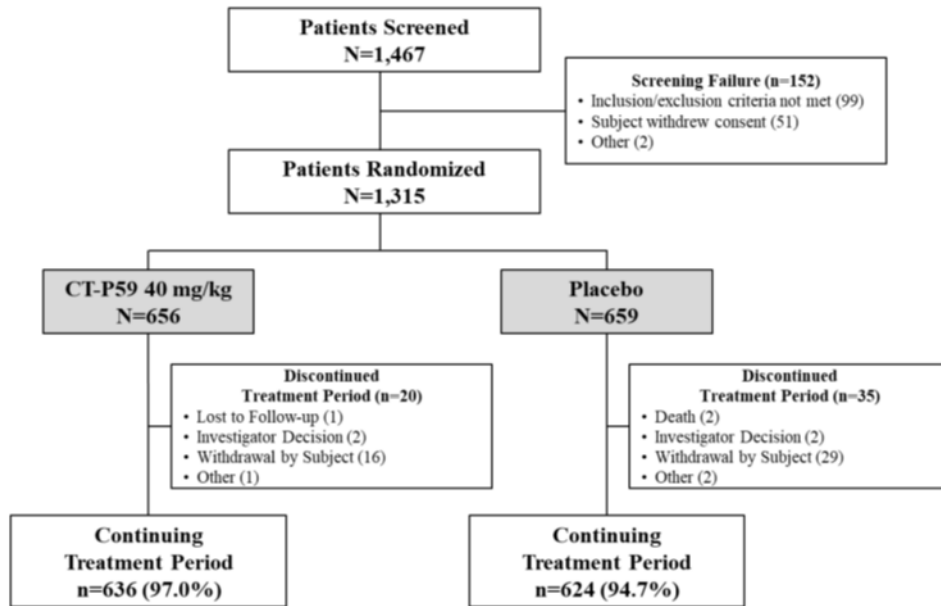 Patients Screened
N=1,467
Screening Failure (n=152)
• Inclusion/exclusion criteria not met (99)
• Subject withdrew consent (51)
• Other (2)
Patients Randomized
N=1,315
CT-P59 40 mg/kg
N=656
Placebo
N=659
Discontinued
Treatment Period (n=20)
• Lost to Follow-up (1)
• Investigator Decision (2)
• Withdrawal by Subject (16)
• Other (1)
Discontinued
Treatment Period (n=35)
• Death (2)
• Investigator Decision (2)
• Withdrawal by Subject (29)
• Other (2)
Continuing
Treatment Period
n=636 (97.0%)
Continuing
Treatment Period
n=624 (94.7%)